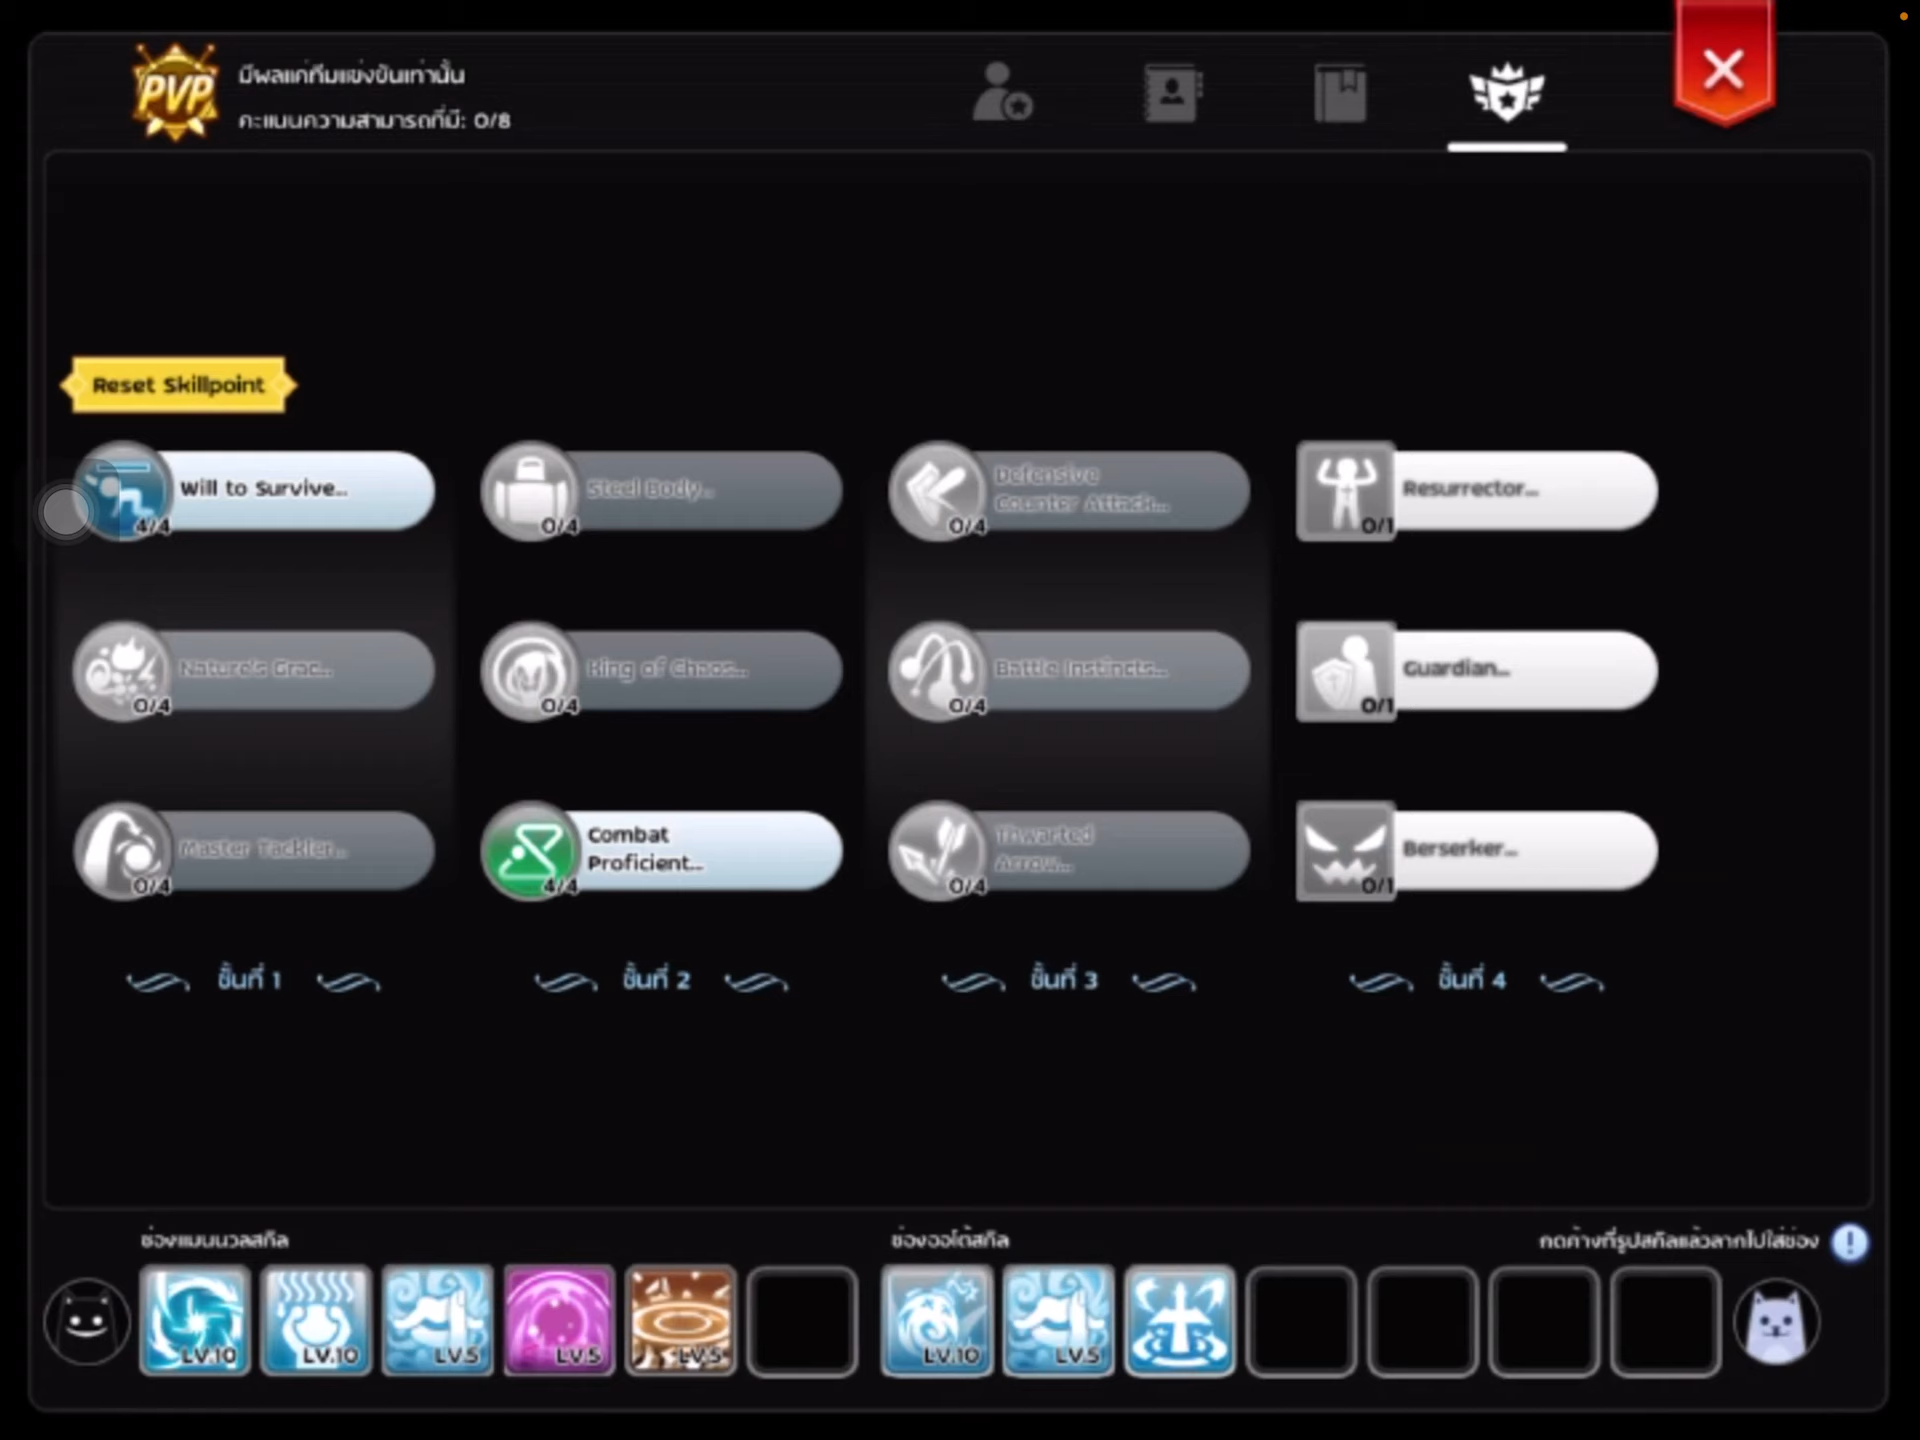 PVP
มีผลแค่ทีมแข่งขันเท่านั้น
คะแนนความสามารถที่มี: 0/8
Reset Skillpoint
Will to Survive...
4/4
Steel Body...
0/4
Defensive
Counter Attack...
0/4
Resurrector...
0/1
Nature's Grac...
0/4
King of Chaos...
0/4
Battle Instincts...
0/4
Guardian...
0/1
Master Tackler...
0/4
Combat
Proficient...
4/4
Thwarted
Arrow...
0/4
Berserker...
0/1
ชั้นที่ 1
ชั้นที่ 2
ชั้นที่ 3
ชั้นที่ 4
ช่องแมนนวลสกิล
ช่องออโต้สกิล
กดค้างที่รูปสกิลแล้วลากไปใส่ช่อง
LV.10
LV.10
LV.5
LV.5
LV.5
LV.10
LV.5